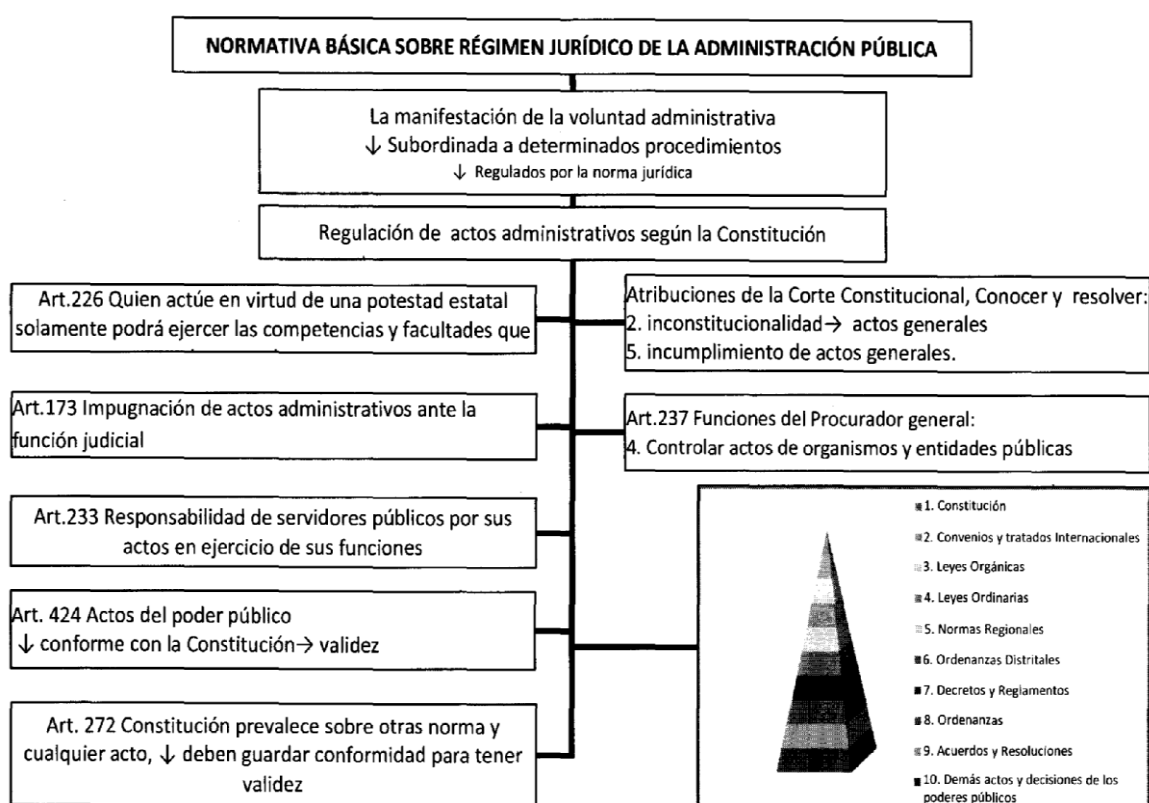 NORMATIVA BÁSICA SOBRE RÉGIMEN JURÍDICO DE LA ADMINISTRACIÓN PÚBLICA
La manifestación de la voluntad administrativa
↓ Subordinada a determinados procedimientos
↓ Regulados por la norma jurídica
Regulación de actos administrativos según la Constitución
Art.226 Quien actúe en virtud de una potestad estatal
solamente podrá ejercer las competencias y facultades que
Atribuciones de la Corte Constitucional, Conocer y resolver:
2. inconstitucionalidad→ actos generales
5. incumplimiento de actos generales.
Art.173 Impugnación de actos administrativos ante la
función judicial
Art.237 Funciones del Procurador general:
4. Controlar actos de organismos y entidades públicas
Art.233 Responsabilidad de servidores públicos por sus
actos en ejercicio de sus funciones
Art. 424 Actos del poder público
↓ conforme con la Constitución→ validez
Art. 272 Constitución prevalece sobre otras norma y
cualquier acto, ↓ deben guardar conformidad para tener
validez
1. Constitución
2. Convenios y tratados Internacionales
3. Leyes Orgánicas
4. Leyes Ordinarias
5. Normas Regionales
6. Ordenanzas Distritales
7. Decretos y Reglamentos
8. Ordenanzas
9. Acuerdos y Resoluciones
10. Demás actos y decisiones de los
poderes públicos